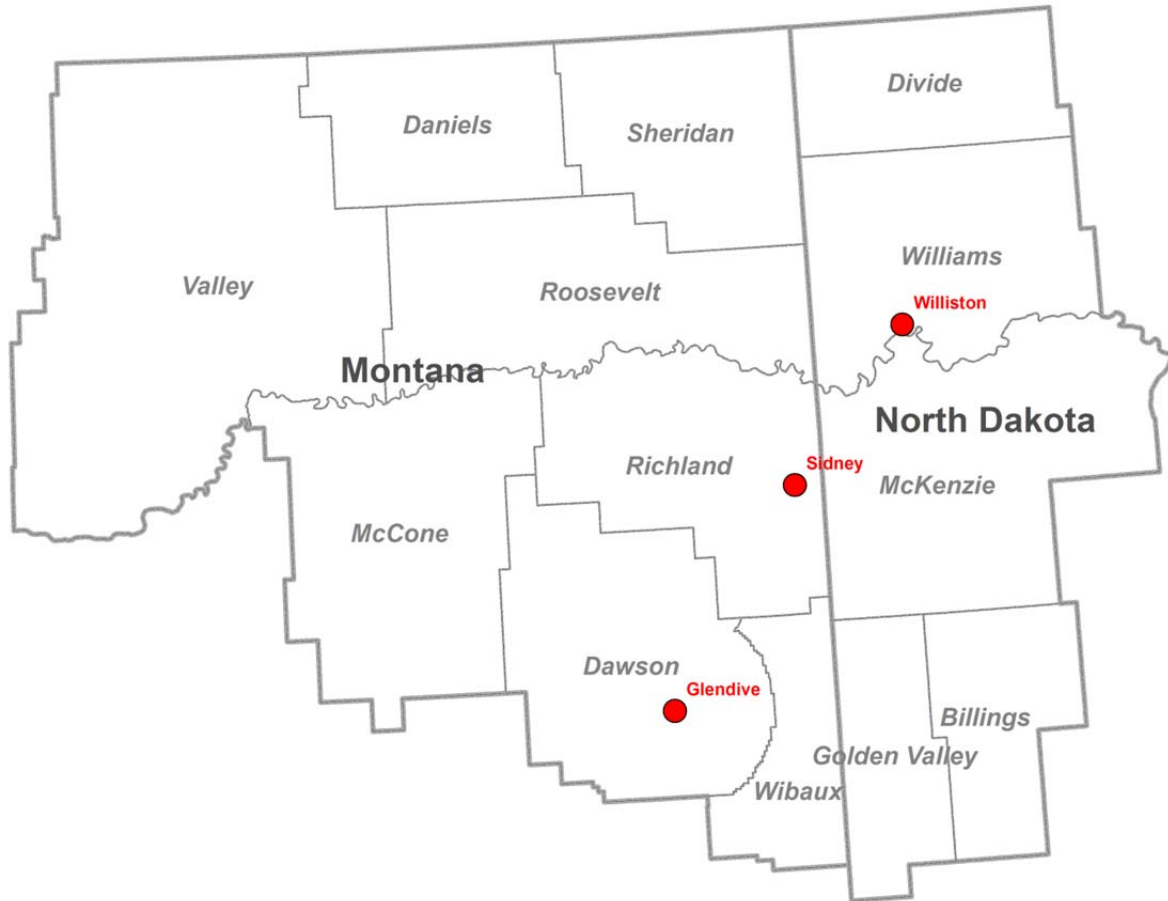 Divide
Daniels
Sheridan
Williams
Valley
Roosevelt
Williston
Montana
North Dakota
Richland
Sidney
McKenzie
McCone
Dawson
Glendive
Billings
Golden Valley
Wibaux